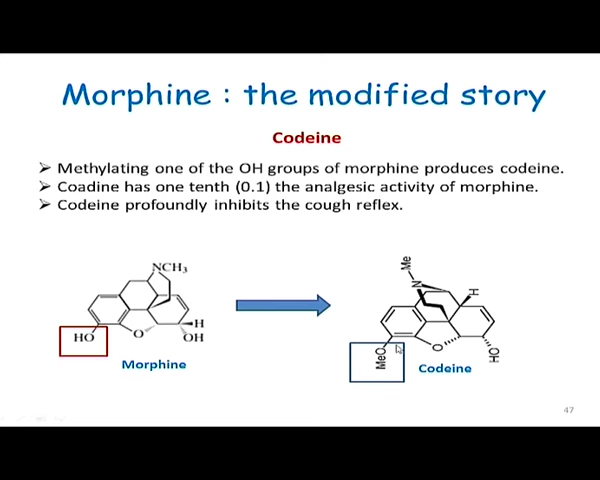 Morphine : the modified story
Codeine
➤ Methylating one of the OH groups of morphine produces codeine.
➤ Coadine has one tenth (0.1) the analgesic activity of morphine.
➤ Codeine profoundly inhibits the cough reflex.
NCH3
H
OH
HO
O
Morphine
Me
N
H
MeO
O
HO
Codeine
47